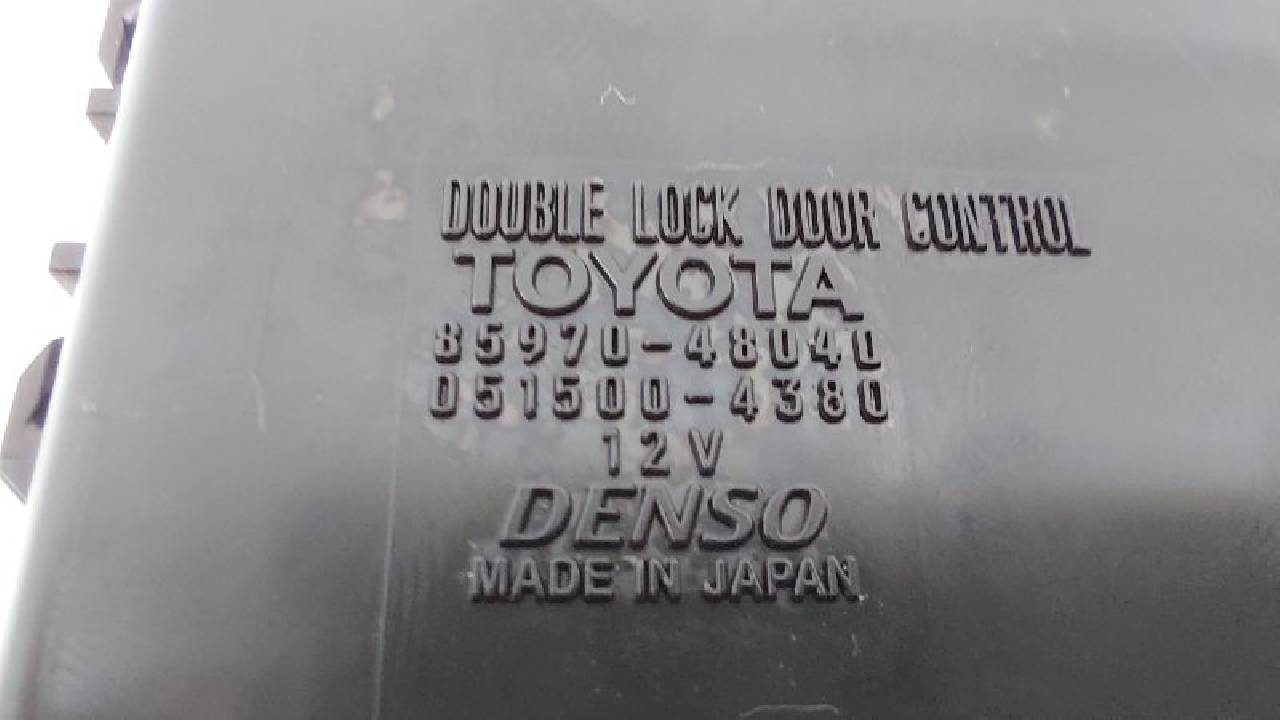 DOUBLE LOCK DOOR CONTROL
TOYOTA
85970-48040
051500-4380
12V
DENSO
MADE IN JAPAN